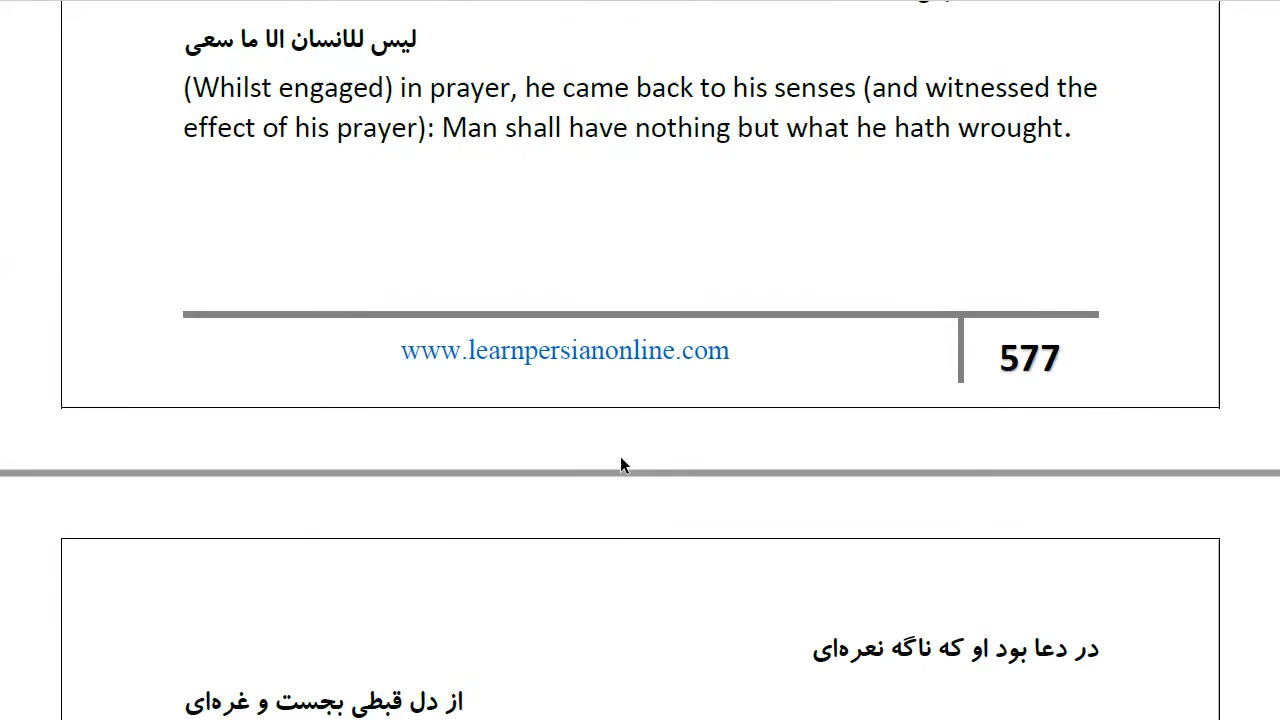 لیس للانسان الا ما سعی
(Whilst engaged) in prayer, he came back to his senses (and witnessed the
effect of his prayer): Man shall have nothing but what he hath wrought.
www.learnpersianonline.com
577
در دعا بود او که ناگه نعره‌ای
از دل قبطی بجست و غره‌ای